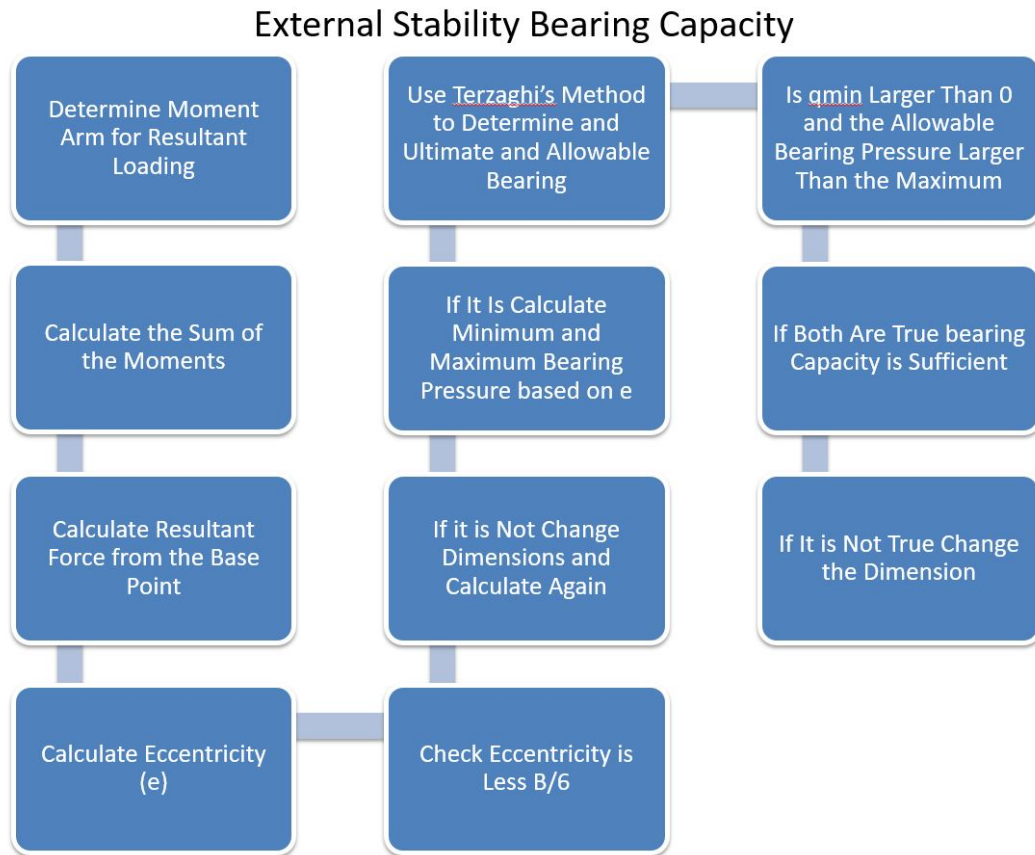 External Stability Bearing Capacity
Determine Moment
Arm for Resultant
Loading
Calculate the Sum of
the Moments
Calculate Resultant
Force from the Base
Point
Calculate Eccentricity
(e)
Check Eccentricity is
Less B/6
If it is Not Change
Dimensions and
Calculate Again
If It Is Calculate
Minimum and
Maximum Bearing
Pressure based on e
Use Terzaghi's Method
to Determine and
Ultimate and Allowable
Bearing
Is qmin Larger Than 0
and the Allowable
Bearing Pressure Larger
Than the Maximum
If Both Are True bearing
Capacity is Sufficient
If It is Not True Change
the Dimension